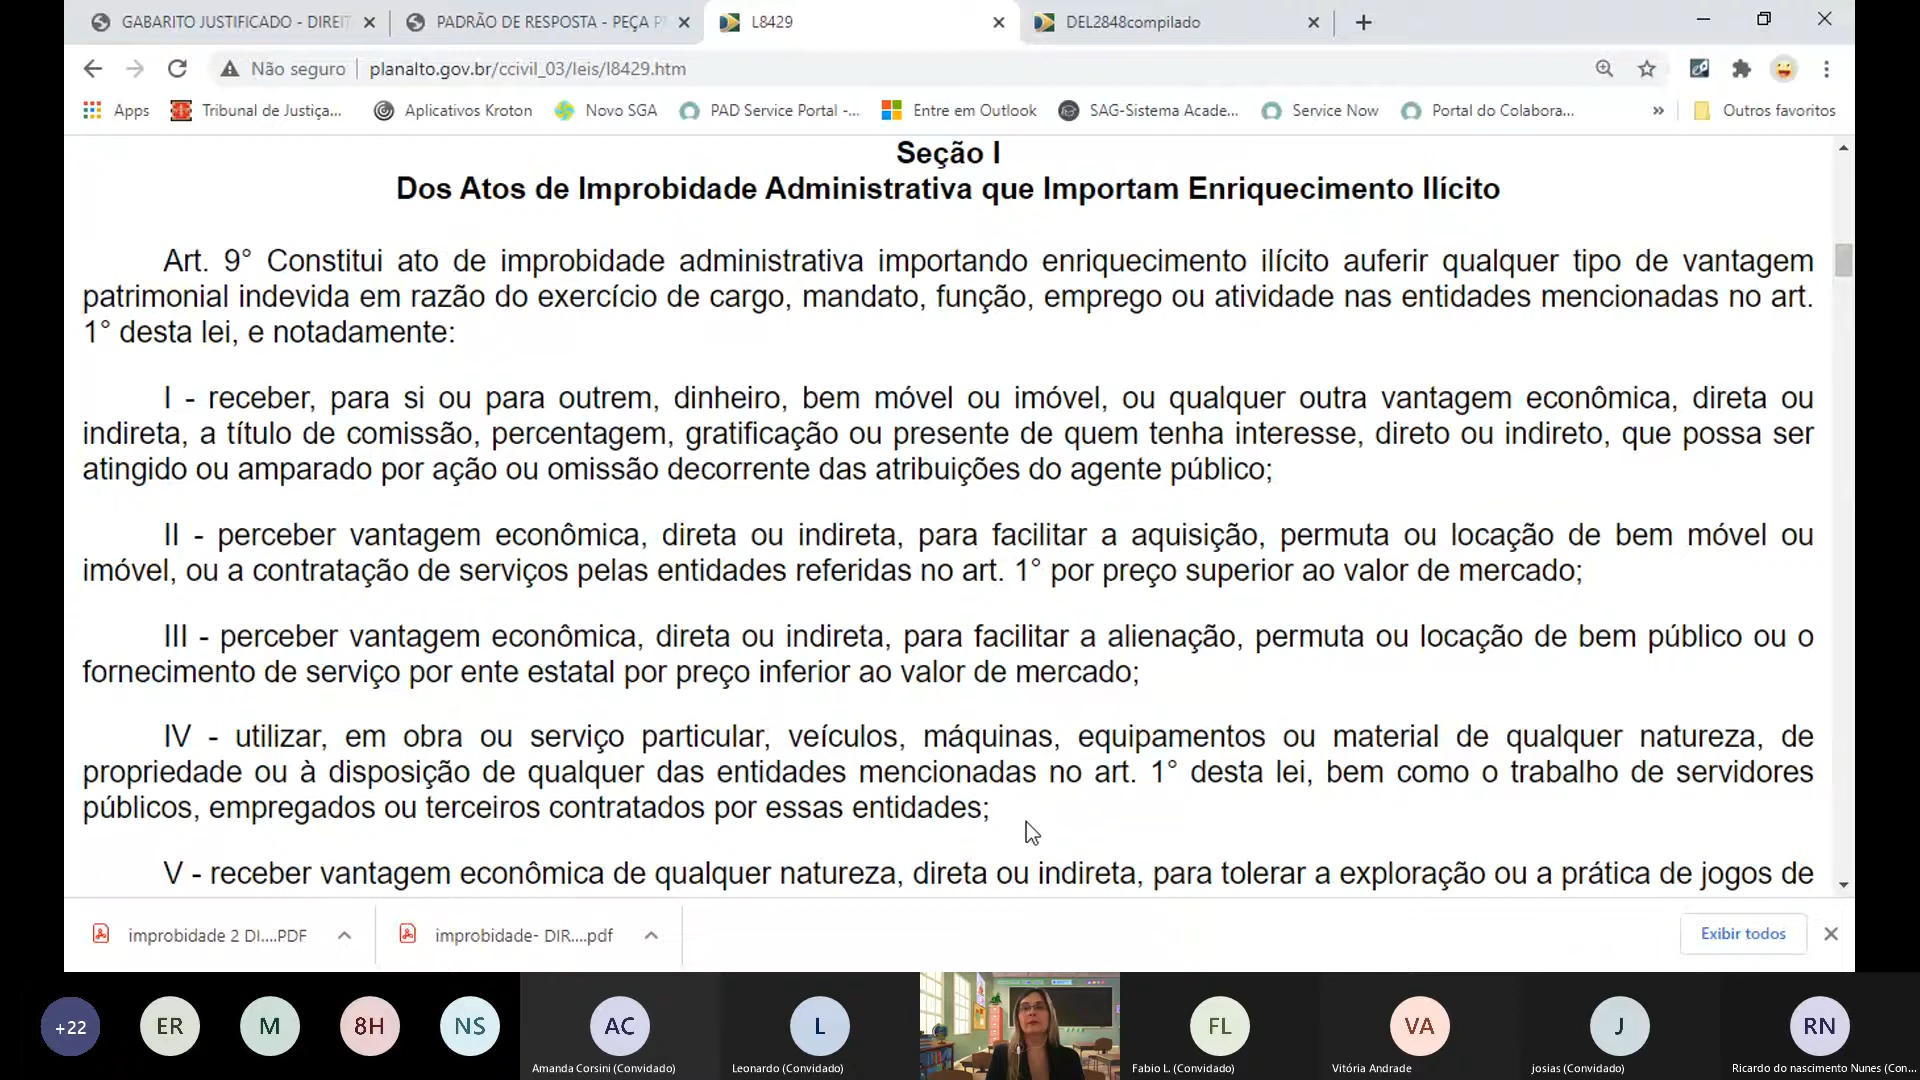 GABARITO JUSTIFICADO - DIREIT
PADRÃO DE RESPOSTA - PEÇA P
L8429
DEL2848compilado
Não seguro
planalto.gov.br/ccivil_03/leis/l8429.htm
Apps
Tribunal de Justiça...
Aplicativos Kroton
Novo SGA
PAD Service Portal -...
Entre em Outlook
SAG-Sistema Acade...
Service Now
Portal do Colabora...
»
Outros favoritos
Seção I
Dos Atos de Improbidade Administrativa que Importam Enriquecimento Ilícito
Art. 9° Constitui ato de improbidade administrativa importando enriquecimento ilícito auferir qualquer tipo de vantagem
patrimonial indevida em razão do exercício de cargo, mandato, função, emprego ou atividade nas entidades mencionadas no art.
1° desta lei, e notadamente:
I - receber, para si ou para outrem, dinheiro, bem móvel ou imóvel, ou qualquer outra vantagem econômica, direta ou
indireta, a título de comissão, percentagem, gratificação ou presente de quem tenha interesse, direto ou indireto, que possa ser
atingido ou amparado por ação ou omissão decorrente das atribuições do agente público;
II - perceber vantagem econômica, direta ou indireta, para facilitar a aquisição, permuta ou locação de bem móvel ou
imóvel, ou a contratação de serviços pelas entidades referidas no art. 1° por preço superior ao valor de mercado;
III - perceber vantagem econômica, direta ou indireta, para facilitar a alienação, permuta ou locação de bem público ou o
fornecimento de serviço por ente estatal por preço inferior ao valor de mercado;
IV - utilizar, em obra ou serviço particular, veículos, máquinas, equipamentos ou material de qualquer natureza, de
propriedade ou à disposição de qualquer das entidades mencionadas no art. 1° desta lei, bem como o trabalho de servidores
públicos, empregados ou terceiros contratados por essas entidades;
V - receber vantagem econômica de qualquer natureza, direta ou indireta, para tolerar a exploração ou a prática de jogos de
improbidade 2 DI....PDF
improbidade- DIR....pdf
Exibir todos
+22
ER
M
8H
NS
AC
L
FL
VA
J
RN
Amanda Corsini (Convidado)
Leonardo (Convidado)
Fabio L. (Convidado)
Vitória Andrade
josias (Convidado)
Ricardo do nascimento Nunes (Con...